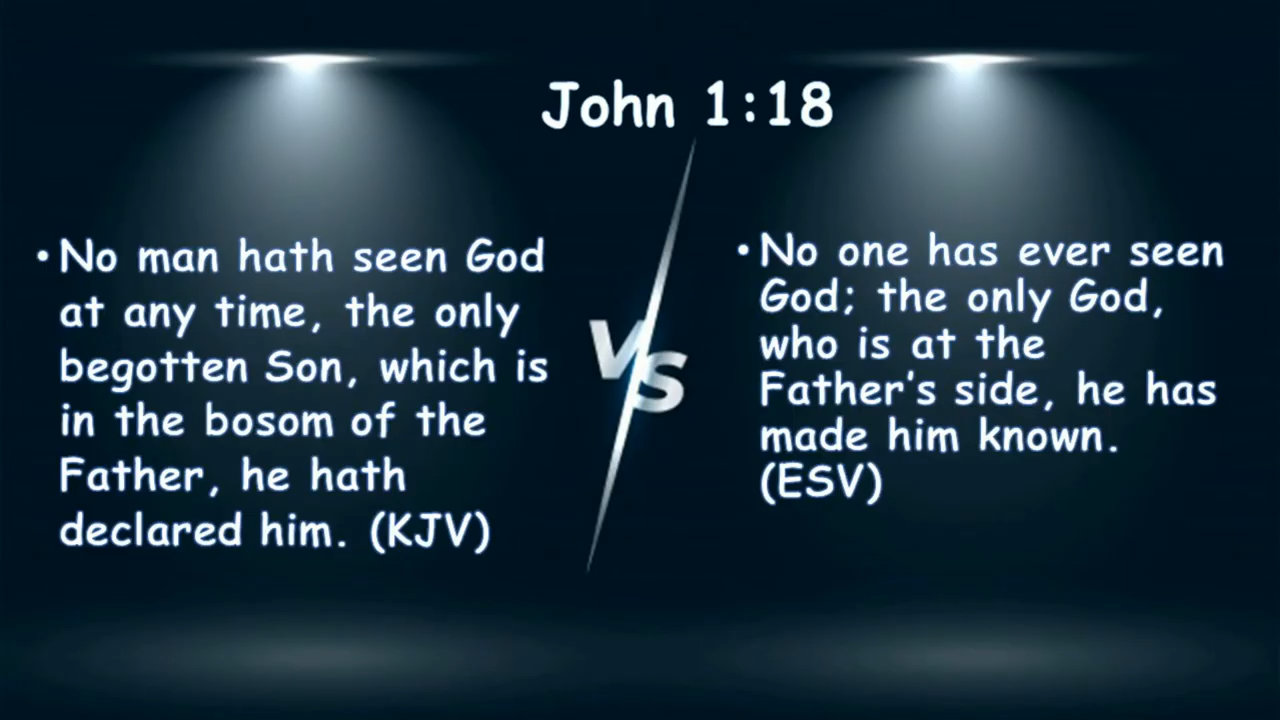 John 1:18
• No man hath seen God
at any time, the only
begotten Son, which is
in the bosom of the
Father, he hath
declared him. (KJV)
VS
• No one has ever seen
God; the only God,
who is at the
Father’s side, he has
made him known.
(ESV)